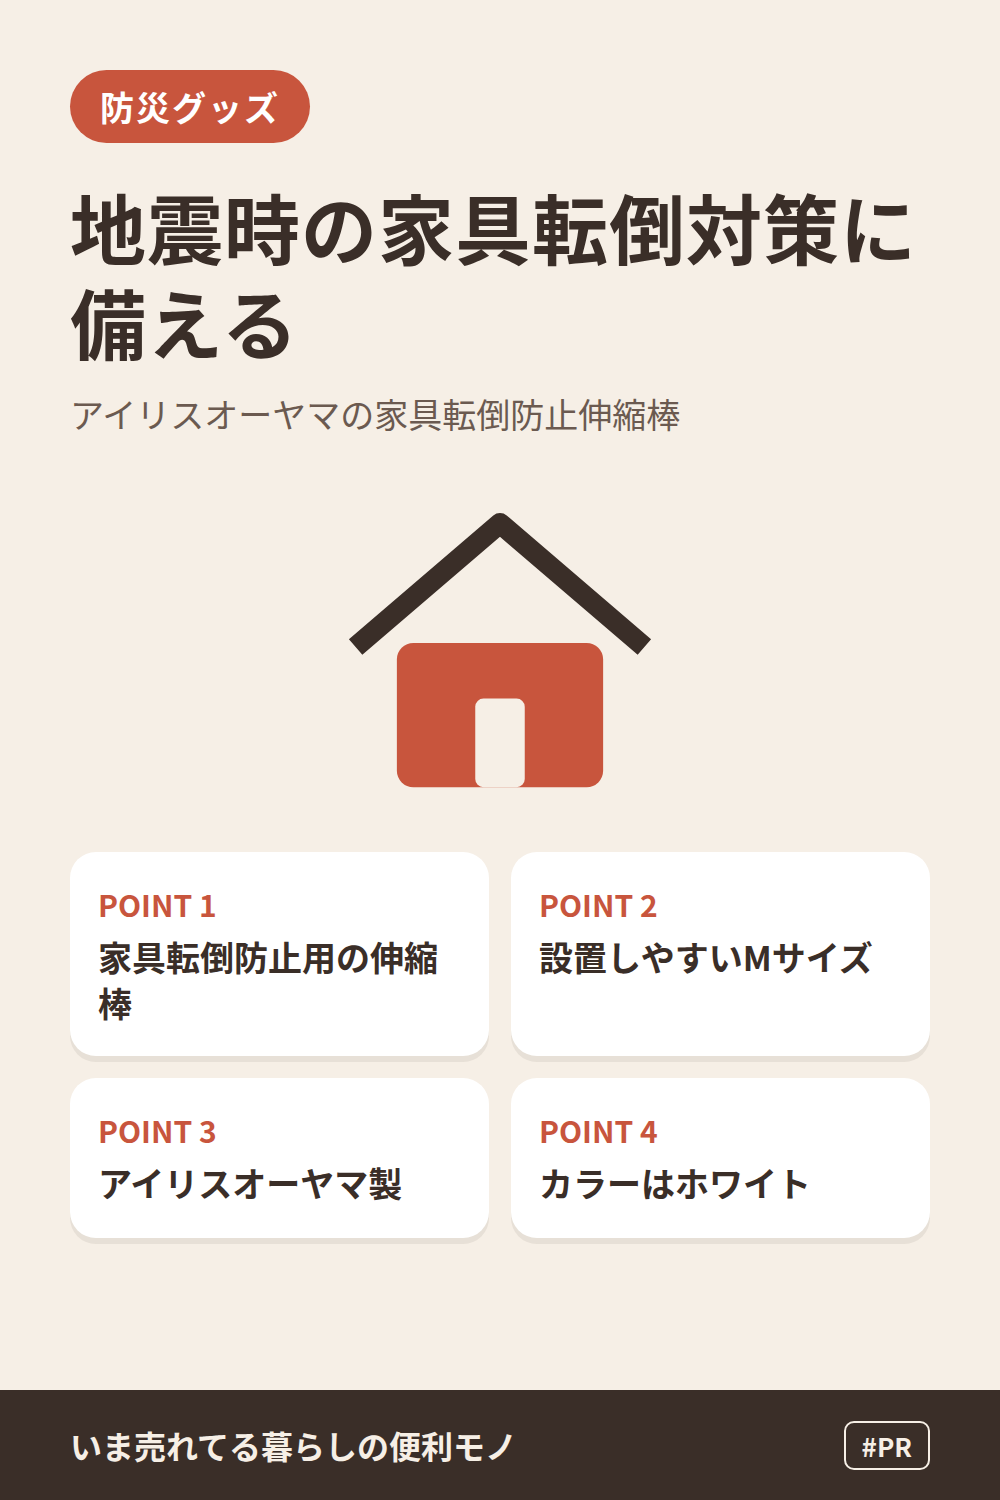 防災グッズ
地震時の家具転倒対策に
備える
アイリスオーヤマの家具転倒防止伸縮棒
POINT 1
家具転倒防止用の伸縮
棒
POINT 2
設置しやすいMサイズ
POINT 3
アイリスオーヤマ製
POINT 4
カラーはホワイト
いま売れてる暮らしの便利モノ
#PR